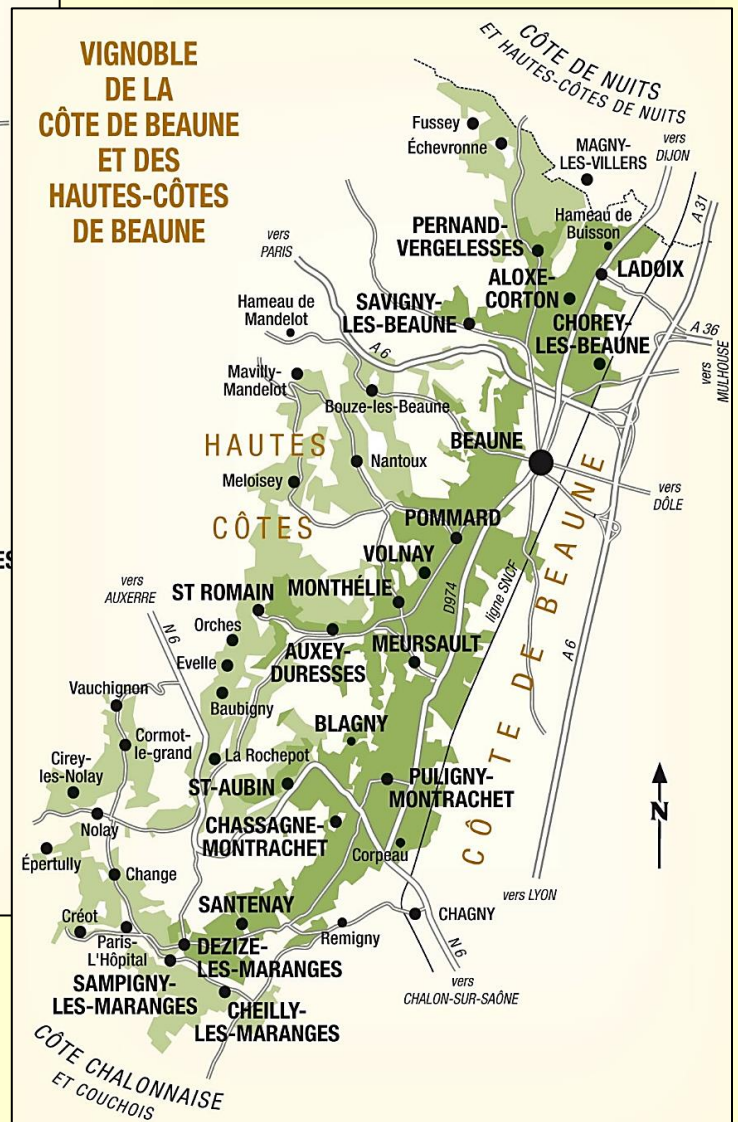 VIGNOBLE
DE LA
CÔTE DE BEAUNE
ET DES
HAUTES-CÔTES
DE BEAUNE
CÔTE DE NUITS
ET HAUTES-CÔTES DE NUITS
Fussey
Échevronne
MAGNY-
LES-VILLERS
vers
DIJON
A 31
Hameau de
Buisson
PERNAND-
VERGELESSES
LADOIX
ALOXE-
CORTON
vers
PARIS
SAVIGNY-
LES-BEAUNE
CHOREY-
LES-BEAUNE
A 36
vers
MULHOUSE
Hameau de
Mandelot
A 6
Mavilly-
Mandelot
Bouze-les-Beaune
HAUTES
CÔTES
BEAUNE
Nantoux
Meloisey
vers
DÔLE
POMMARD
VOLNAY
CÔTE DE BEAUNE
ES
vers
AUXERRE
N6
ST ROMAIN
MONTHÉLIE
D974
ligne SNCF
A 6
Orches
AUXEY-
DURESSES
MEURSAULT
Evelle
Vauchignon
Baubigny
BLAGNY
Cormot-
le-grand
La Rochepot
Cirey-
les-Nolay
ST-AUBIN
PULIGNY-
MONTRACHET
N
Nolay
CHASSAGNE-
MONTRACHET
Corpeau
Épertully
Change
vers LYON
SANTENAY
CHAGNY
Créot
Paris-
L'Hôpital
Remigny
N6
DEZIZE-
LES-MARANGES
SAMPIGNY-
LES-MARANGES
vers
CHALON-SUR-SAÔNE
CHEILLY-
LES-MARANGES
CÔTE CHALONNAISE
ET COUCHOIS